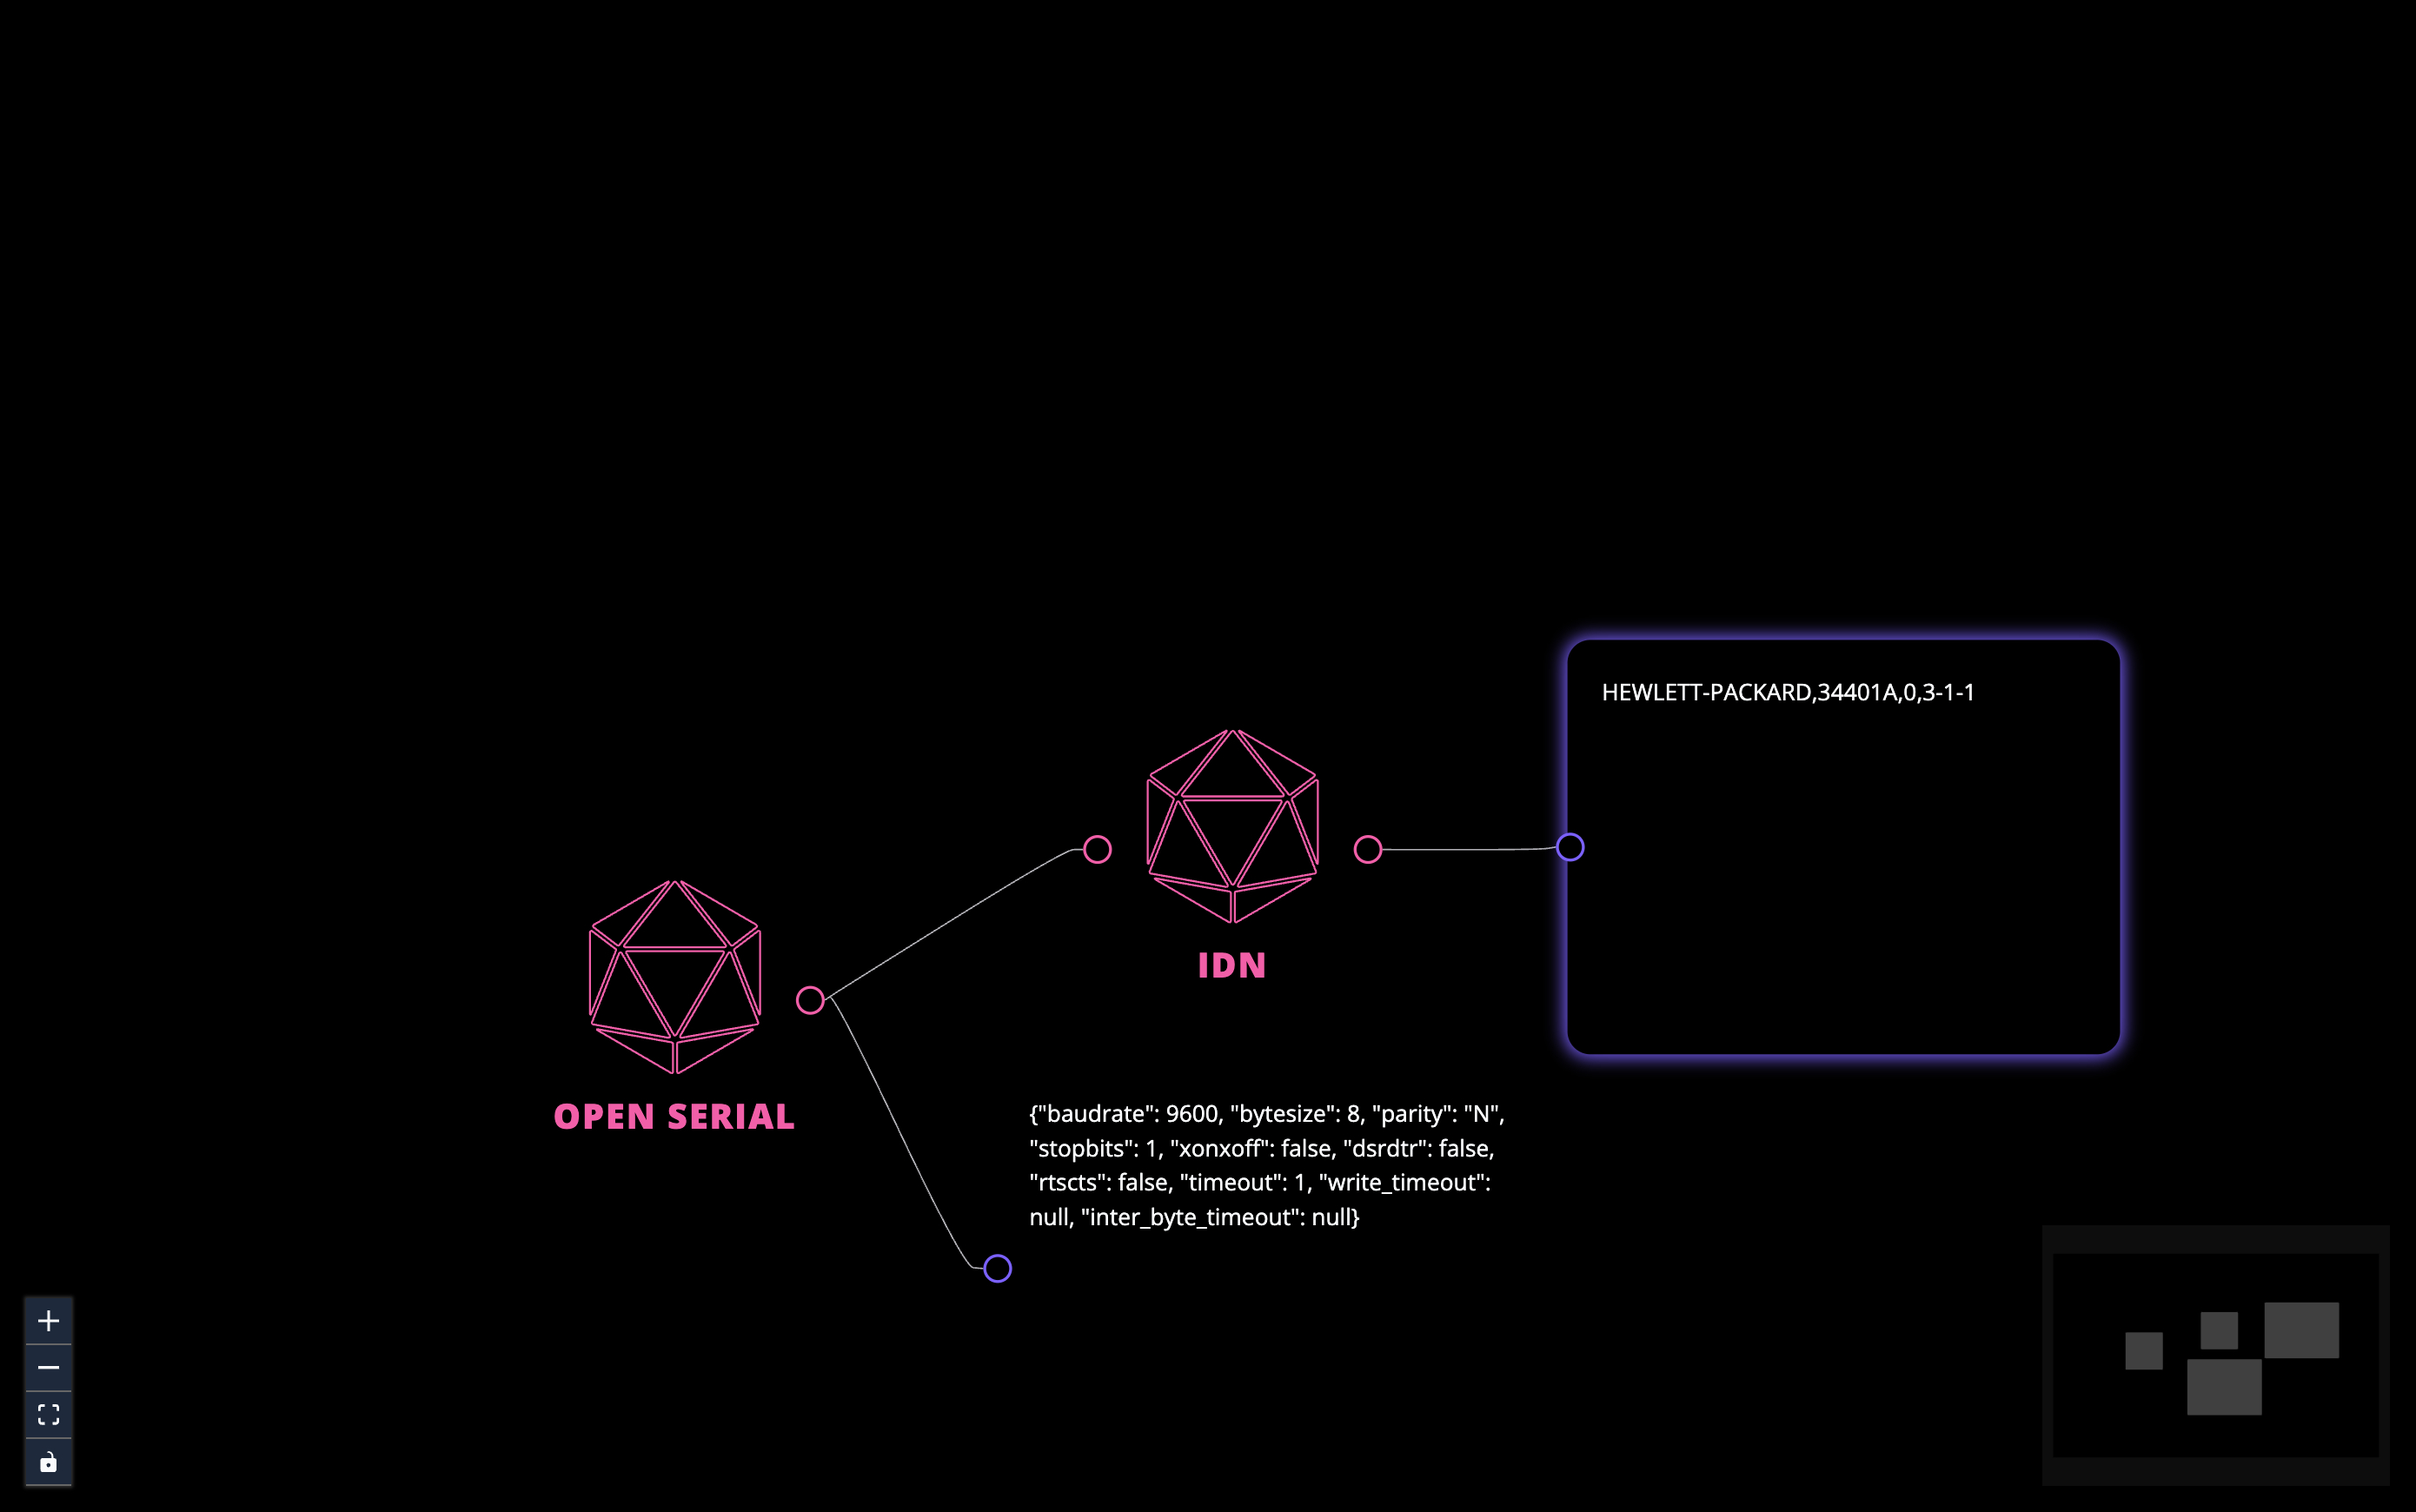 HEWLETT-PACKARD,34401A,0,3-1-1
IDN
OPEN SERIAL
{"baudrate": 9600, "bytesize": 8, "parity": "N",
"stopbits": 1, "xonxoff": false, "dsrdtr": false,
"rtscts": false, "timeout": 1, "write_timeout":
null, "inter_byte_timeout": null}